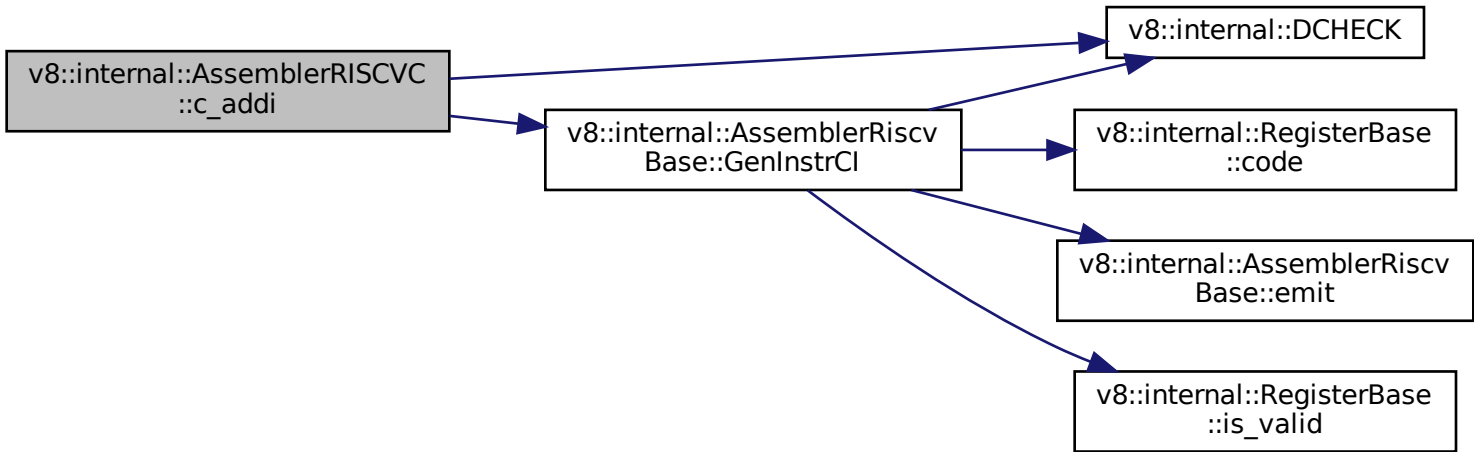 v8::internal::AssemblerRISCVC
::c_addi
v8::internal::AssemblerRiscv
Base::GenInstrCI
v8::internal::DCHECK
v8::internal::RegisterBase
::code
v8::internal::AssemblerRiscv
Base::emit
v8::internal::RegisterBase
::is_valid